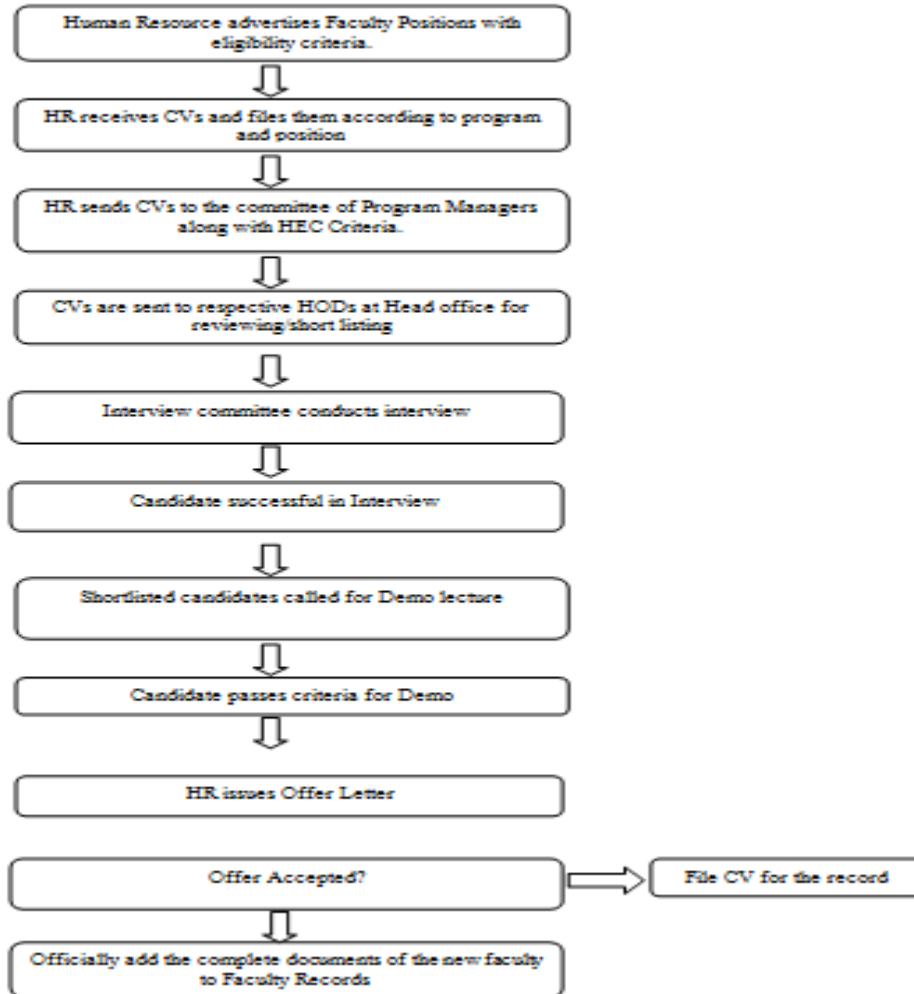 Human Resource advertises Faculty Positions with
eligibility criteria.
HR receives CVs and files them according to program
and position
HR sends CVs to the committee of Program Managers
along with HEC Criteria.
CVs are sent to respective HODs at Head office for
reviewing/short listing
Interview committee conducts interview
Candidate successful in Interview
Shortlisted candidates called for Demo lecture
Candidate passes criteria for Demo
HR issues Offer Letter
Offer Accepted?
File CV for the record
Officially add the complete documents of the new faculty
to Faculty Records